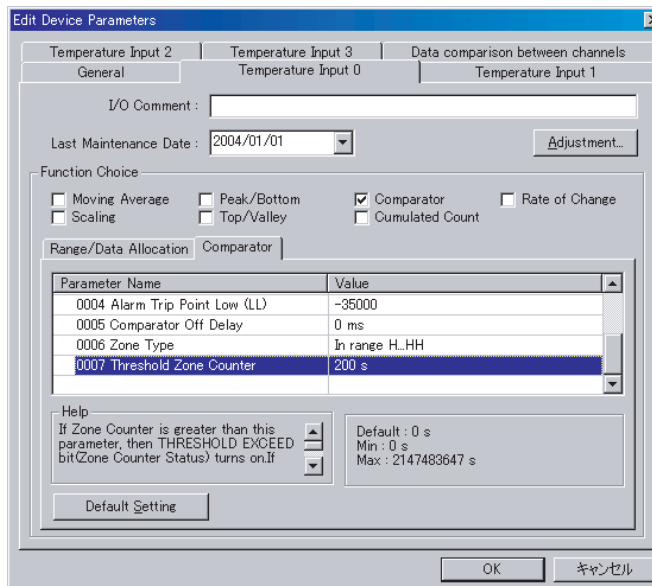 Edit Device Parameters
Temperature Input 2 Temperature Input 3 Data comparison between channels
General Temperature Input 0 Temperature Input 1
I/O Comment :
Last Maintenance Date : 2004/01/01 Adjustment...
Function Choice
Moving Average Peak/Bottom Comparator Rate of Change
Scaling Top/Valley Cumulated Count
Range/Data Allocation Comparator
Parameter Name Value
0004 Alarm Trip Point Low (LL) -35000
0005 Comparator Off Delay 0 ms
0006 Zone Type In range H...HH
0007 Threshold Zone Counter 200 s
Help
If Zone Counter is greater than this
parameter, then THRESHOLD EXCEED
bit(Zone Counter Status) turns on.If
Default : 0 s
Min : 0 s
Max : 2147483647 s
Default Setting
OK キャンセル